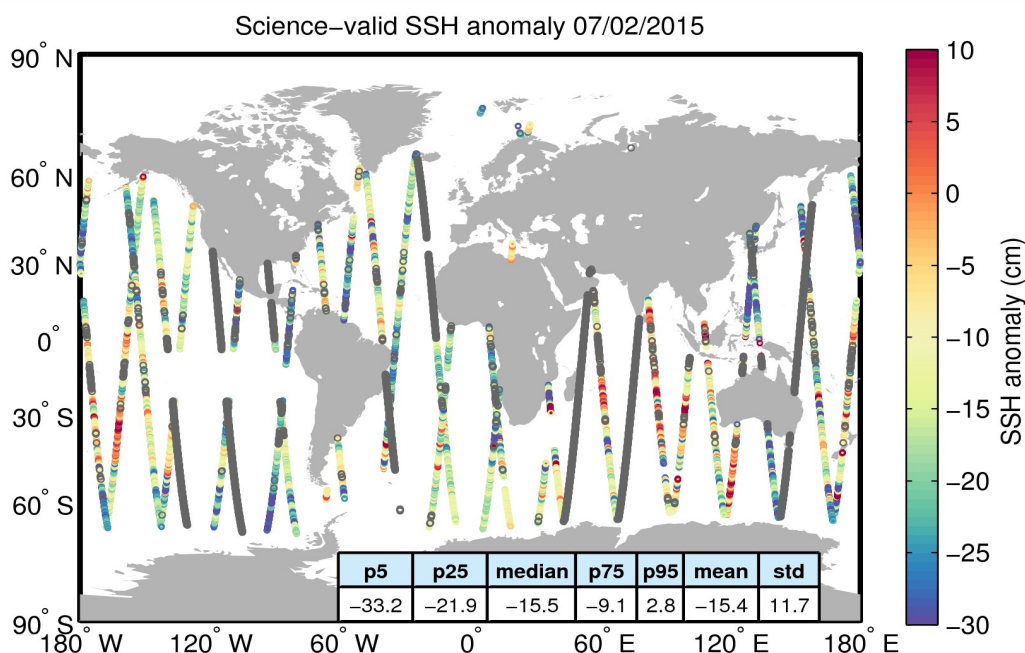 Science−valid SSH anomaly 07/02/2015
90° N
60° N
30° N
0°
30° S
60° S
90° S
180° W
120° W
60° W
0°
60° E
120° E
180° E
p5 p25 median p75 p95 mean std
−33.2 −21.9 −15.5 −9.1 2.8 −15.4 11.7
10
5
0
−5
−10
−15
−20
−25
−30
SSH anomaly (cm)